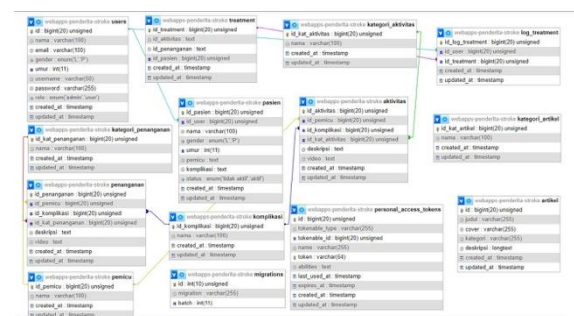 webapps-penderita-stroke users
id : bigint(20) unsigned
nama : varchar(100)
email : varchar(100)
gender : enum('L','P')
umur : int(11)
username : varchar(50)
password : varchar(255)
role : enum('admin','user')
created_at : timestamp
updated_at : timestamp
webapps-penderita-stroke treatment
id_treatment : bigint(20) unsigned
id_aktivitas : text
id_penanganan : text
id_pasien : bigint(20) unsigned
created_at : timestamp
updated_at : timestamp
webapps-penderita-stroke kategori_aktivitas
id_kat_aktivitas : bigint(20) unsigned
nama : varchar(100)
created_at : timestamp
updated_at : timestamp
webapps-penderita-stroke log_treatment
id_log_treatment : bigint(20) unsigned
id_user : bigint(20) unsigned
id_treatment : bigint(20) unsigned
created_at : timestamp
updated_at : timestamp
webapps-penderita-stroke pasien
id_pasien : bigint(20) unsigned
id_user : bigint(20) unsigned
nama : varchar(100)
gender : enum('L','P')
umur : int(11)
pemicu : text
komplikasi : text
status : enum('tidak aktif','aktif')
created_at : timestamp
updated_at : timestamp
webapps-penderita-stroke aktivitas
id_aktivitas : bigint(20) unsigned
id_pemicu : bigint(20) unsigned
id_komplikasi : bigint(20) unsigned
id_kat_aktivitas : bigint(20) unsigned
deskripsi : text
video : text
created_at : timestamp
updated_at : timestamp
webapps-penderita-stroke kategori_artikel
id_kat_artikel : bigint(20) unsigned
nama : varchar(100)
created_at : timestamp
updated_at : timestamp
webapps-penderita-stroke kategori_penanganan
id_kat_penanganan : bigint(20) unsigned
nama : varchar(100)
created_at : timestamp
updated_at : timestamp
webapps-penderita-stroke penanganan
id_penanganan : bigint(20) unsigned
id_pemicu : bigint(20) unsigned
id_komplikasi : bigint(20) unsigned
id_kat_penanganan : bigint(20) unsigned
deskripsi : text
video : text
created_at : timestamp
updated_at : timestamp
webapps-penderita-stroke komplikasi
id_komplikasi : bigint(20) unsigned
nama : varchar(100)
created_at : timestamp
updated_at : timestamp
webapps-penderita-stroke personal_access_tokens
id : bigint(20) unsigned
tokenable_type : varchar(255)
tokenable_id : bigint(20) unsigned
name : varchar(255)
token : varchar(64)
abilities : text
last_used_at : timestamp
expires_at : timestamp
created_at : timestamp
updated_at : timestamp
webapps-penderita-stroke artikel
id : bigint(20) unsigned
judul : varchar(255)
cover : varchar(255)
kategori : varchar(255)
deskripsi : longtext
created_at : timestamp
updated_at : timestamp
webapps-penderita-stroke pemicu
id_pemicu : bigint(20) unsigned
nama : varchar(100)
created_at : timestamp
updated_at : timestamp
webapps-penderita-stroke migrations
id : int(10) unsigned
migration : varchar(255)
batch : int(11)